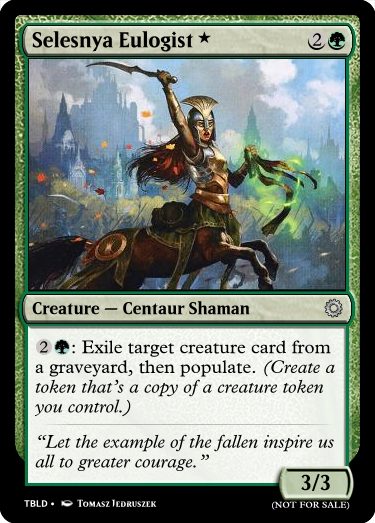 Selesnya Eulogist ★ 2
Creature — Centaur Shaman
2 : Exile target creature card from
a graveyard, then populate. (Create a
token that's a copy of a creature token
you control.)
“Let the example of the fallen inspire us
all to greater courage.”
3/3
TBLD • Tomasz Jedruszek
(NOT FOR SALE)